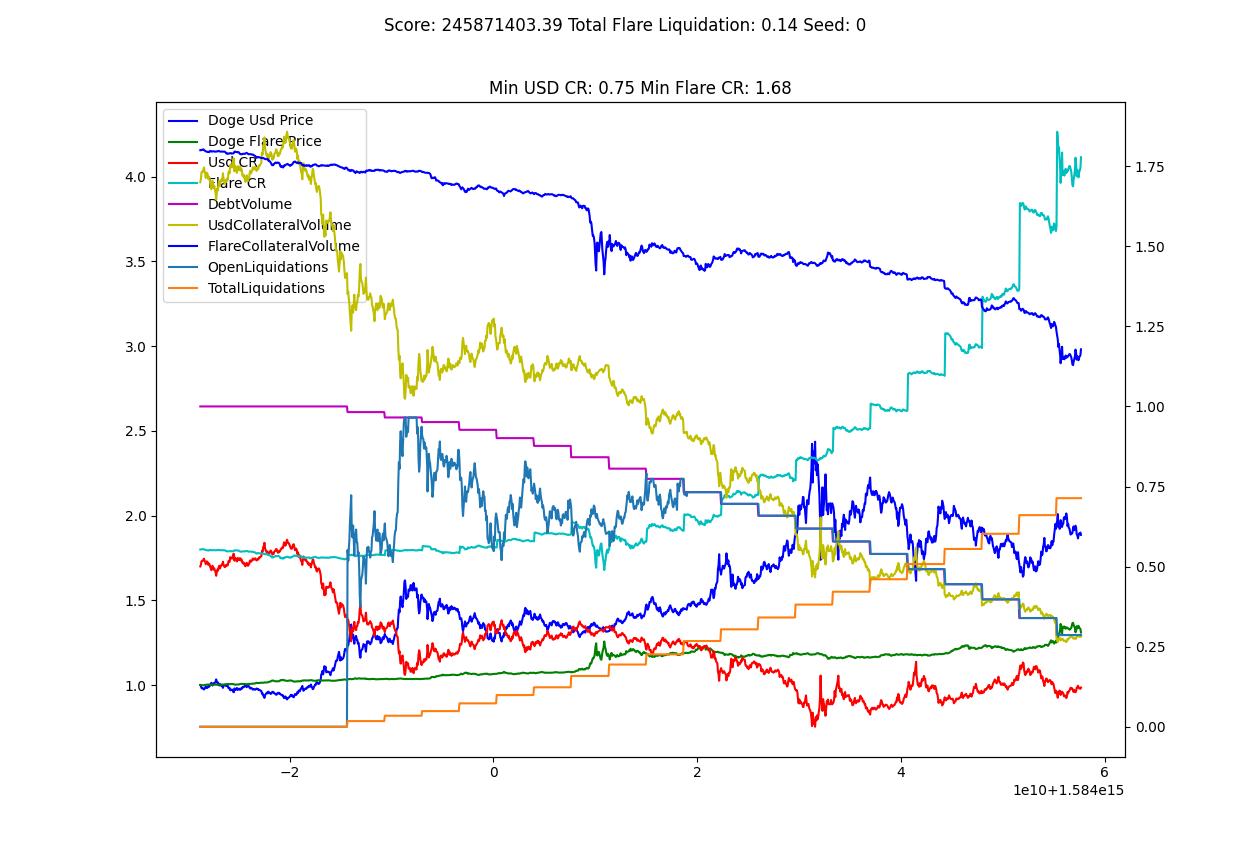 Score: 245871403.39 Total Flare Liquidation: 0.14 Seed: 0
Min USD CR: 0.75 Min Flare CR: 1.68
Doge Usd Price
Doge Flare Price
Usd CR
Flare CR
DebtVolume
UsdCollateralVolume
FlareCollateralVolume
OpenLiquidations
TotalLiquidations
4.0
3.5
3.0
2.5
2.0
1.5
1.0
1.75
1.50
1.25
1.00
0.75
0.50
0.25
0.00
−2 0 2 4 6
1e10+1.584e15